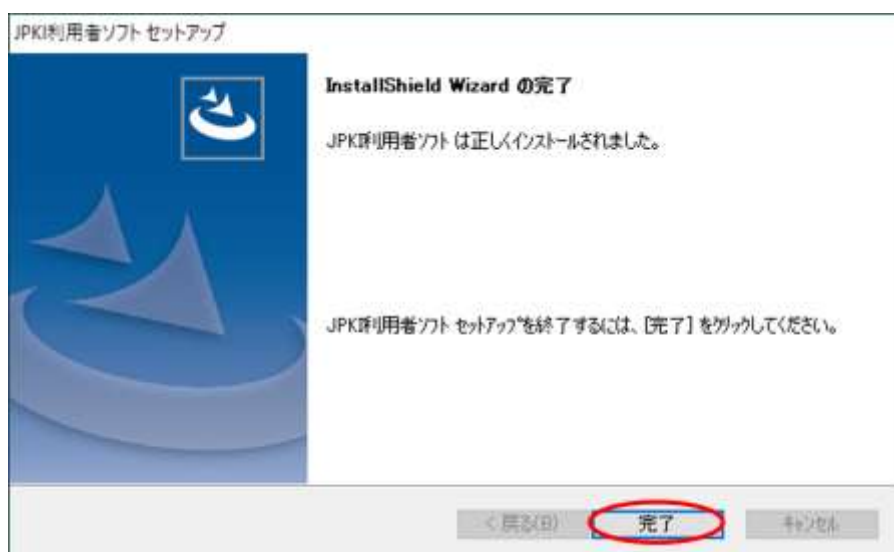 JPKI利用者ソフト セットアップ
InstallShield Wizard の完了
JPKI利用者ソフト は正しくインストールされました。
JPKI利用者ソフト セットアップを終了するには、[完了] をクリックしてください。
< 戻る(B)
完了
キャンセル